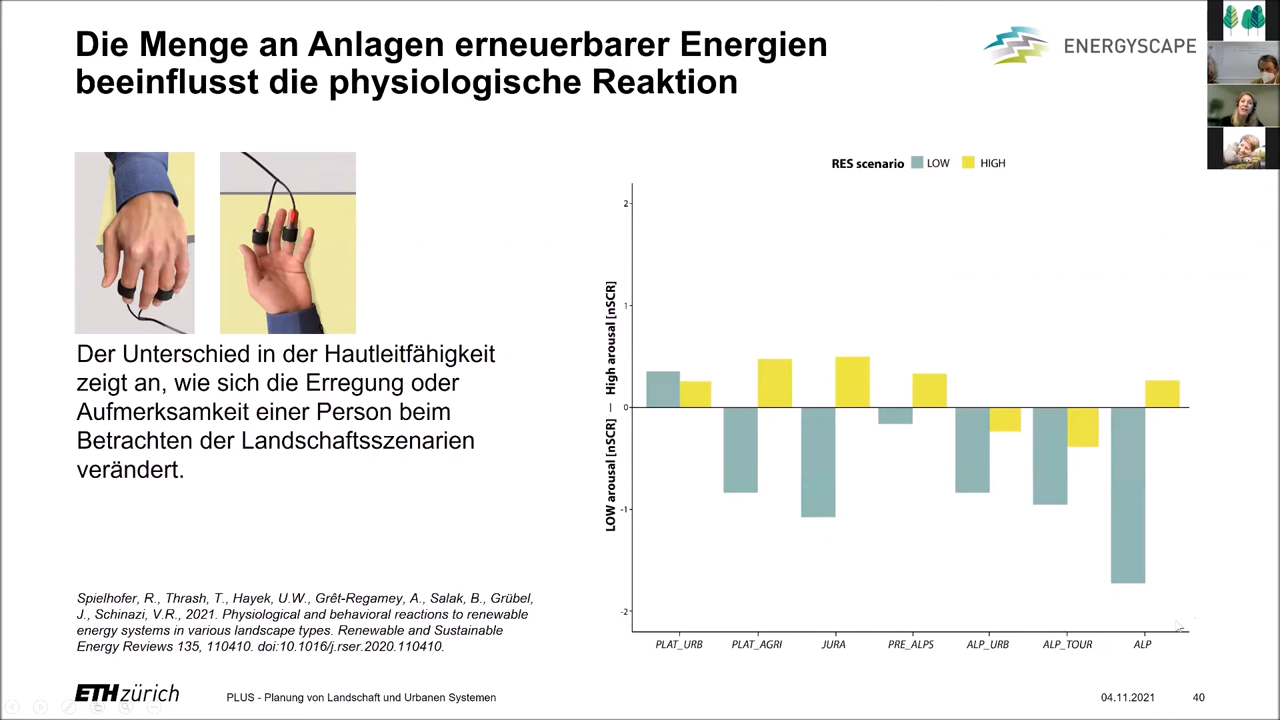 Die Menge an Anlagen erneuerbarer Energien
beeinflusst die physiologische Reaktion
ENERGYSCAPE
RES scenario LOW HIGH
2
1
0
-1
-2
LOW arousal [nSCR] — High arousal [nSCR]
PLAT_URB PLAT_AGRI JURA PRE_ALPS ALP_URB ALP_TOUR ALP
Der Unterschied in der Hautleitfähigkeit
zeigt an, wie sich die Erregung oder
Aufmerksamkeit einer Person beim
Betrachten der Landschaftsszenarien
verändert.
Spielhofer, R., Thrash, T., Hayek, U.W., Grêt-Regamey, A., Salak, B., Grübel,
J., Schinazi, V.R., 2021. Physiological and behavioral reactions to renewable
energy systems in various landscape types. Renewable and Sustainable
Energy Reviews 135, 110410. doi:10.1016/j.rser.2020.110410.
ETH zürich
PLUS - Planung von Landschaft und Urbanen Systemen
04.11.2021
40